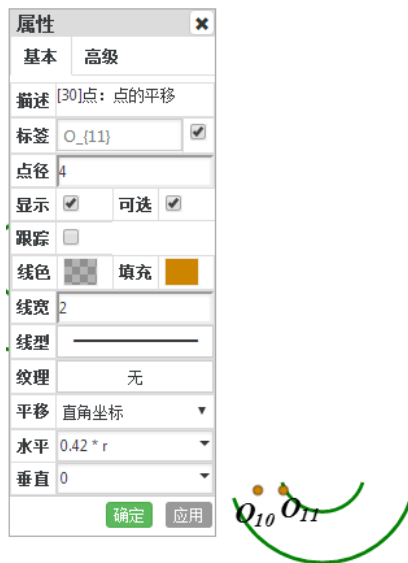 属性
基本 高级
描述 [30]点：点的平移
标签 O_{11}
点径 4
显示 可选
跟踪
线色 填充
线宽 2
线型
纹理 无
平移 直角坐标
水平 0.42 * r
垂直 0
确定 应用
O10 O11